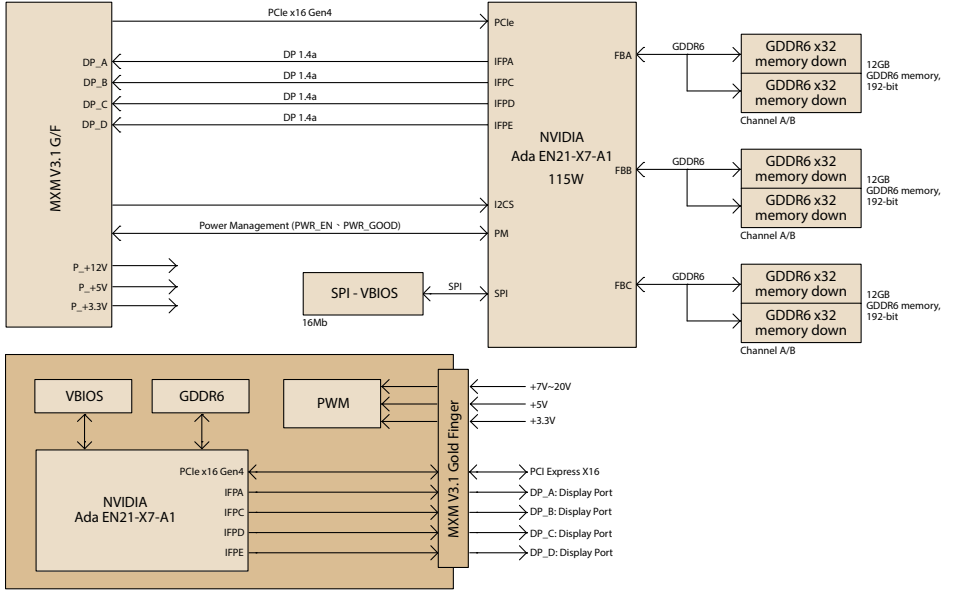 PCIe x16 Gen4
PCIe
DP_A
DP 1.4a
IFPA
DP_B
DP 1.4a
IFPC
DP_C
DP 1.4a
IFPD
DP_D
DP 1.4a
IFPE
MXM V3.1 G/F
NVIDIA
Ada EN21-X7-A1
115W
I2CS
Power Management (PWR_EN、PWR_GOOD)
PM
P_+12V
P_+5V
P_+3.3V
SPI - VBIOS
16Mb
SPI
SPI
FBA
GDDR6
GDDR6 x32
memory down
GDDR6 x32
memory down
Channel A/B
12GB
GDDR6 memory,
192-bit
FBB
GDDR6
GDDR6 x32
memory down
GDDR6 x32
memory down
Channel A/B
12GB
GDDR6 memory,
192-bit
FBC
GDDR6
GDDR6 x32
memory down
GDDR6 x32
memory down
Channel A/B
12GB
GDDR6 memory,
192-bit
VBIOS
GDDR6
PWM
MXM V3.1 Gold Finger
+7V~20V
+5V
+3.3V
NVIDIA
Ada EN21-X7-A1
PCIe x16 Gen4
IFPA
IFPC
IFPD
IFPE
PCI Express X16
DP_A: Display Port
DP_B: Display Port
DP_C: Display Port
DP_D: Display Port